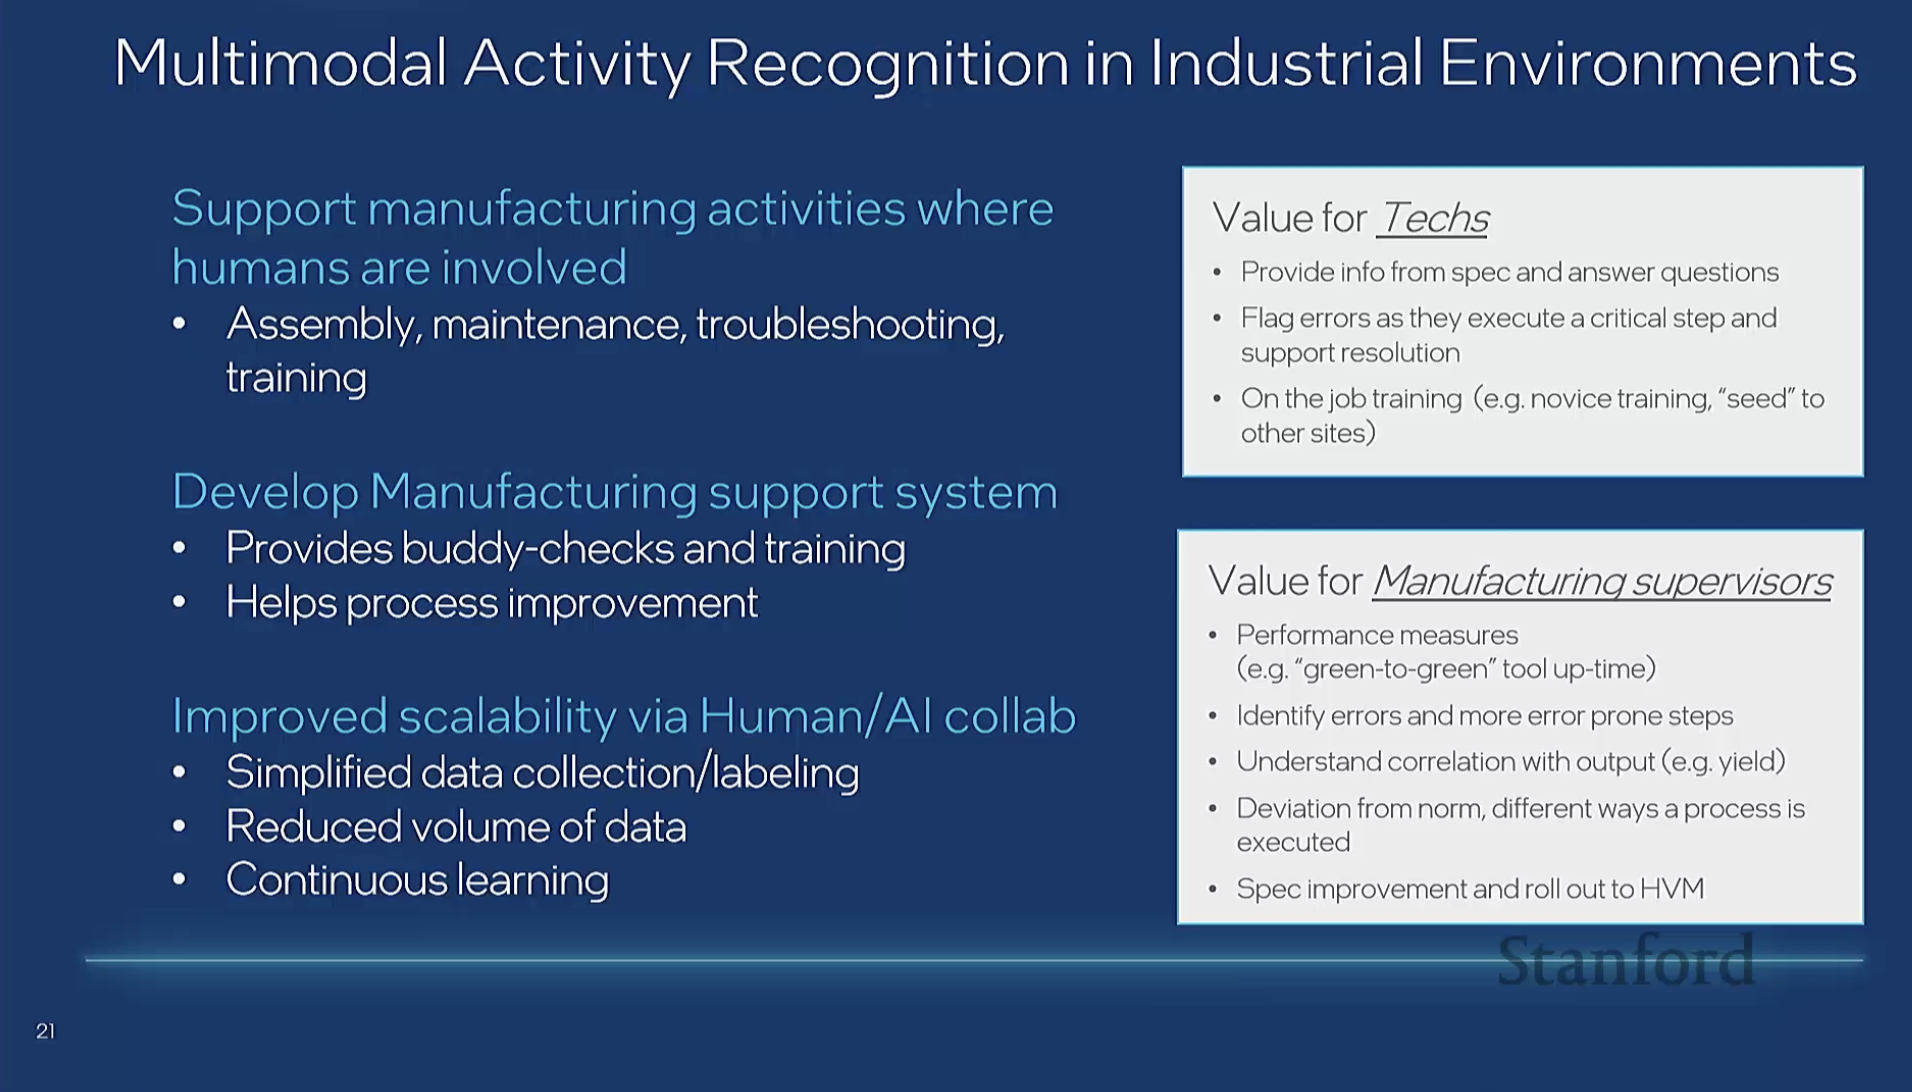 Multimodal Activity Recognition in Industrial Environments
Support manufacturing activities where
humans are involved
• Assembly, maintenance, troubleshooting,
training
Develop Manufacturing support system
• Provides buddy-checks and training
• Helps process improvement
Improved scalability via Human/AI collab
• Simplified data collection/labeling
• Reduced volume of data
• Continuous learning
Value for Techs
• Provide info from spec and answer questions
• Flag errors as they execute a critical step and
support resolution
• On the job training (e.g. novice training, “seed” to
other sites)
Value for Manufacturing supervisors
• Performance measures
(e.g. “green-to-green” tool up-time)
• Identify errors and more error prone steps
• Understand correlation with output (e.g. yield)
• Deviation from norm, different ways a process is
executed
• Spec improvement and roll out to HVM
Stanford
21